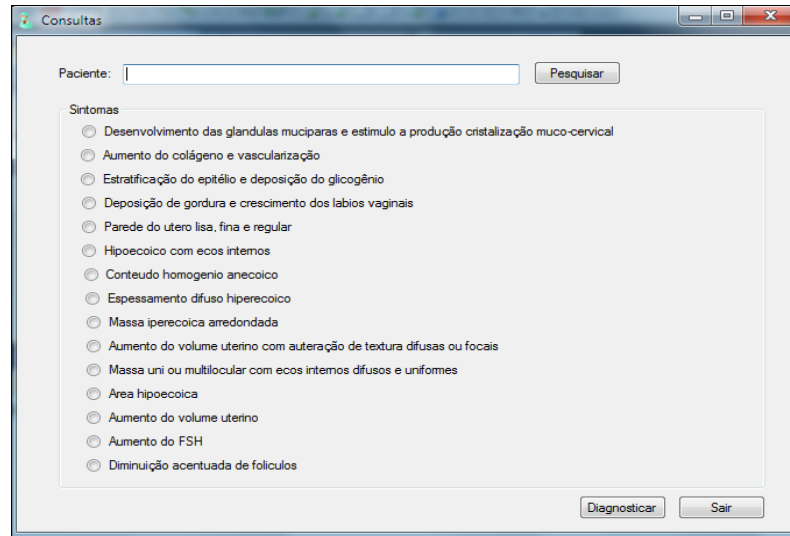 Consultas
Paciente: Pesquisar
Sintomas
Desenvolvimento das glandulas muciparas e estimulo a produção cristalização muco-cervical
Aumento do colágeno e vascularização
Estratificação do epitélio e deposição do glicogênio
Deposição de gordura e crescimento dos labios vaginais
Parede do utero lisa, fina e regular
Hipoecoico com ecos internos
Conteudo homogenio anecoico
Espessamento difuso hiperecoico
Massa iperecoica arredondada
Aumento do volume uterino com auteração de textura difusas ou focais
Massa uni ou multilocular com ecos internos difusos e uniformes
Area hipoecoica
Aumento do volume uterino
Aumento do FSH
Diminuição acentuada de foliculos
Diagnosticar Sair